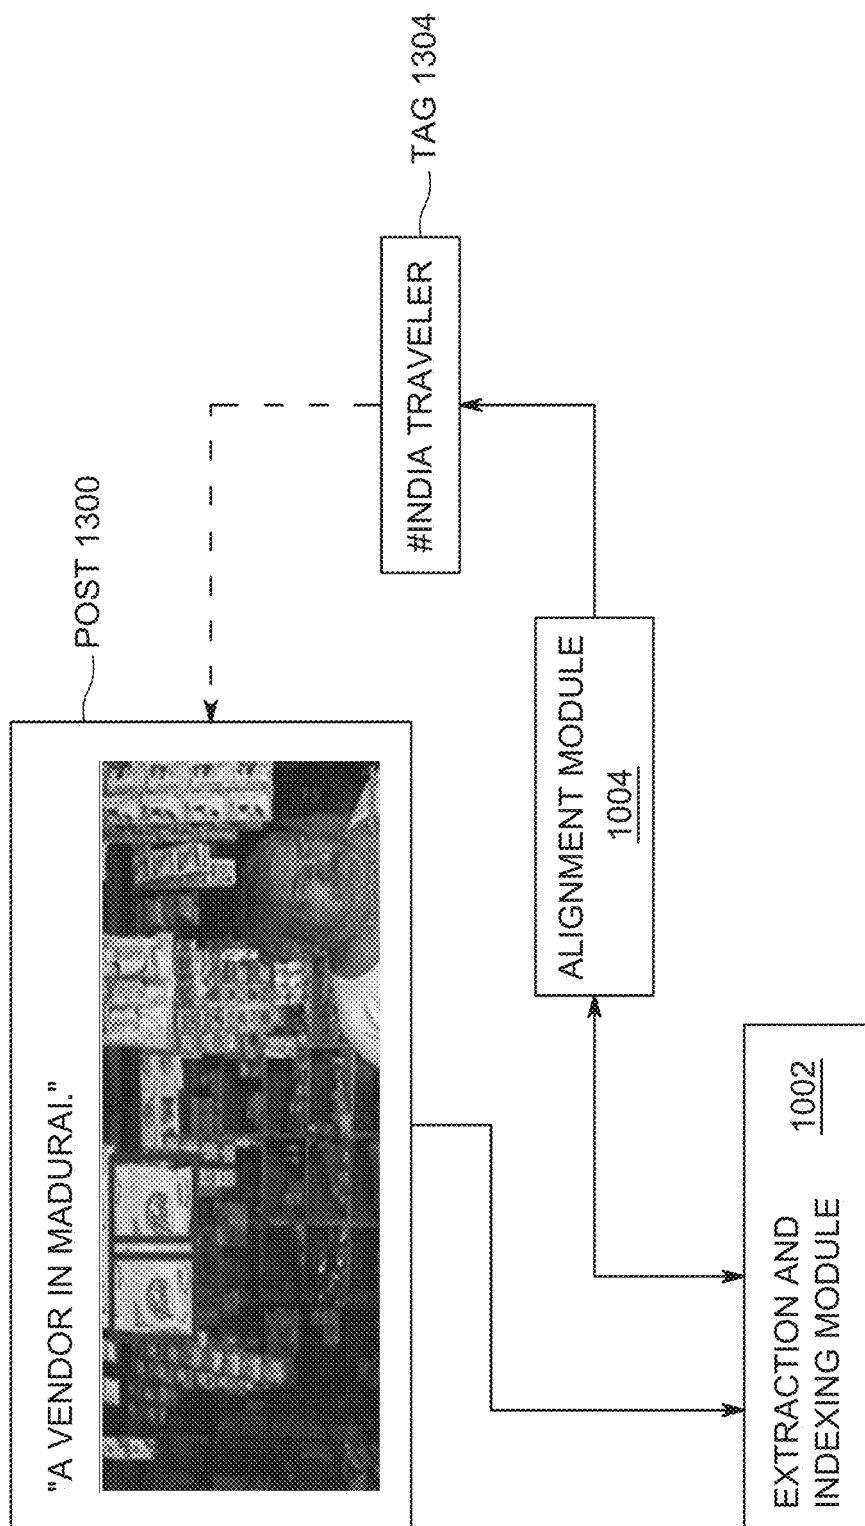 "A VENDOR IN MADURAI."
POST 1300
#INDIA TRAVELER
TAG 1304
ALIGNMENT MODULE
1004
EXTRACTION AND
INDEXING MODULE
1002